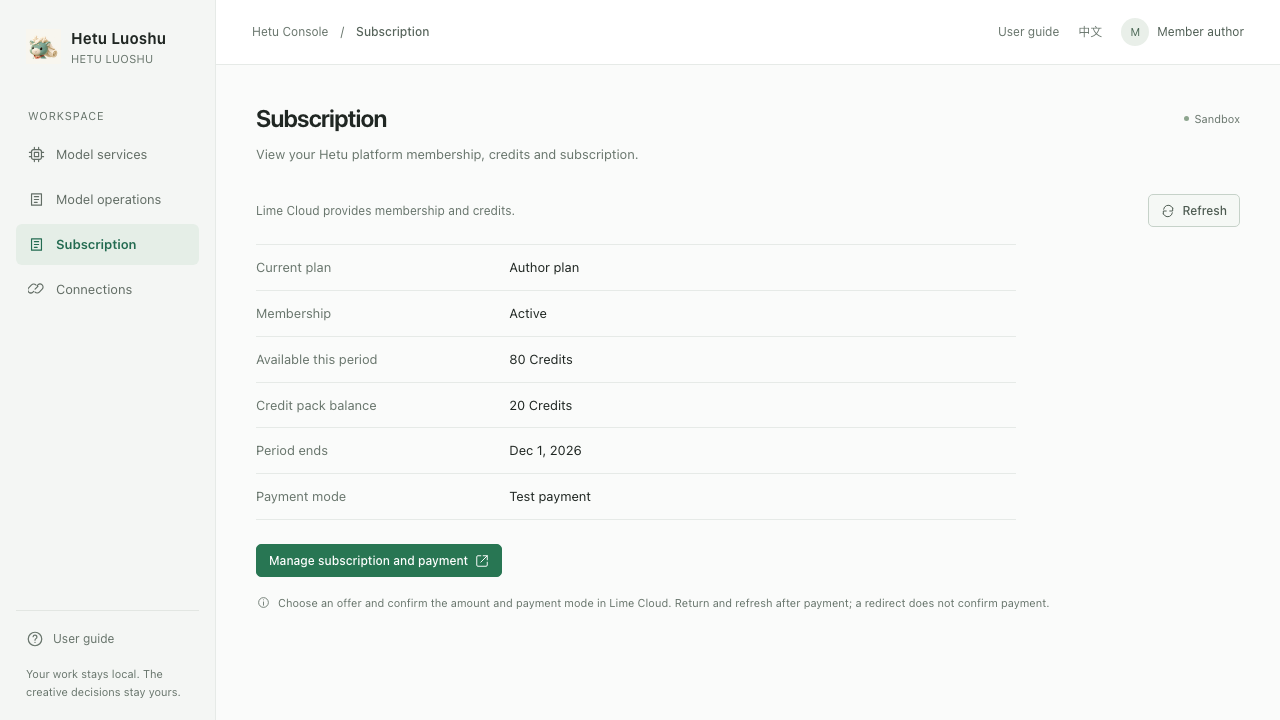 Hetu Luoshu
HETU LUOSHU
WORKSPACE
Model services
Model operations
Subscription
Connections
User guide
Your work stays local. The
creative decisions stay yours.
Hetu Console / Subscription
User guide
中文
M
Member author
Subscription
Sandbox
View your Hetu platform membership, credits and subscription.
Lime Cloud provides membership and credits.
Refresh
Current plan Author plan
Membership Active
Available this period 80 Credits
Credit pack balance 20 Credits
Period ends Dec 1, 2026
Payment mode Test payment
Manage subscription and payment
Choose an offer and confirm the amount and payment mode in Lime Cloud. Return and refresh after payment; a redirect does not confirm payment.